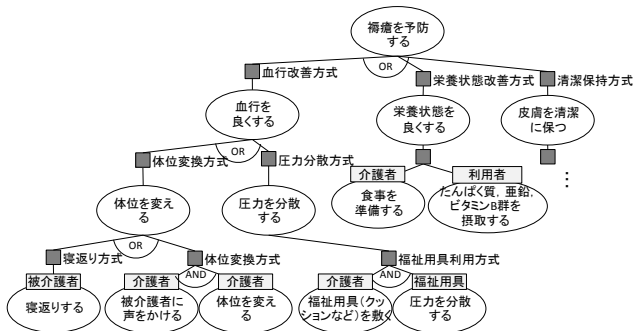 褥瘡を予防
する
OR
血行改善方式
栄養状態改善方式
清潔保持方式
血行を
良くする
栄養状態を
良くする
皮膚を清潔
に保つ
OR
体位変換方式
圧力分散方式
介護者
食事を
準備する
利用者
たんぱく質, 亜鉛,
ビタミンB群を
摂取する
⋮
体位を変え
る
圧力を分散
する
OR
寝返り方式
体位変換方式
福祉用具利用方式
AND
AND
被介護者
寝返りする
介護者
被介護者に
声をかける
介護者
体位を変え
る
介護者
福祉用具(クッ
ションなど)を敷く
福祉用具
圧力を分散
する